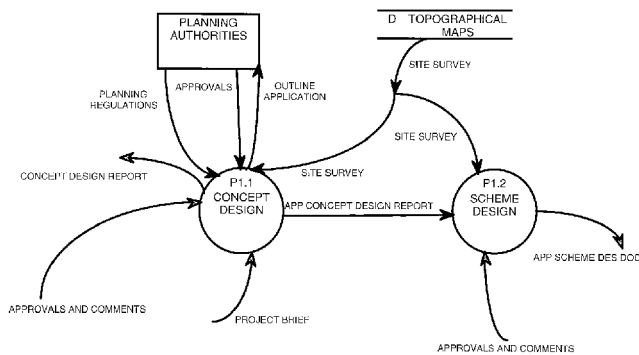 PLANNING
AUTHORITIES
D TOPOGRAPHICAL
MAPS
SITE SURVEY
PLANNING
REGULATIONS
APPROVALS
OUTLINE
APPLICATION
SITE SURVEY
CONCEPT DESIGN REPORT
SITE SURVEY
P1.1
CONCEPT
DESIGN
P1.2
SCHEME
DESIGN
APP CONCEPT DESIGN REPORT
APP SCHEME DES DOC
APPROVALS AND COMMENTS
PROJECT BRIEF
APPROVALS AND COMMENTS